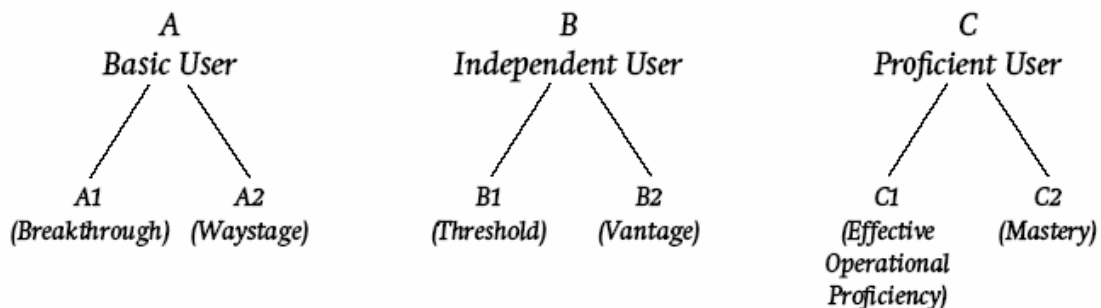 A
Basic User
B
Independent User
C
Proficient User
A1
(Breakthrough)
A2
(Waystage)
B1
(Threshold)
B2
(Vantage)
C1
(Effective
Operational
Proficiency)
C2
(Mastery)